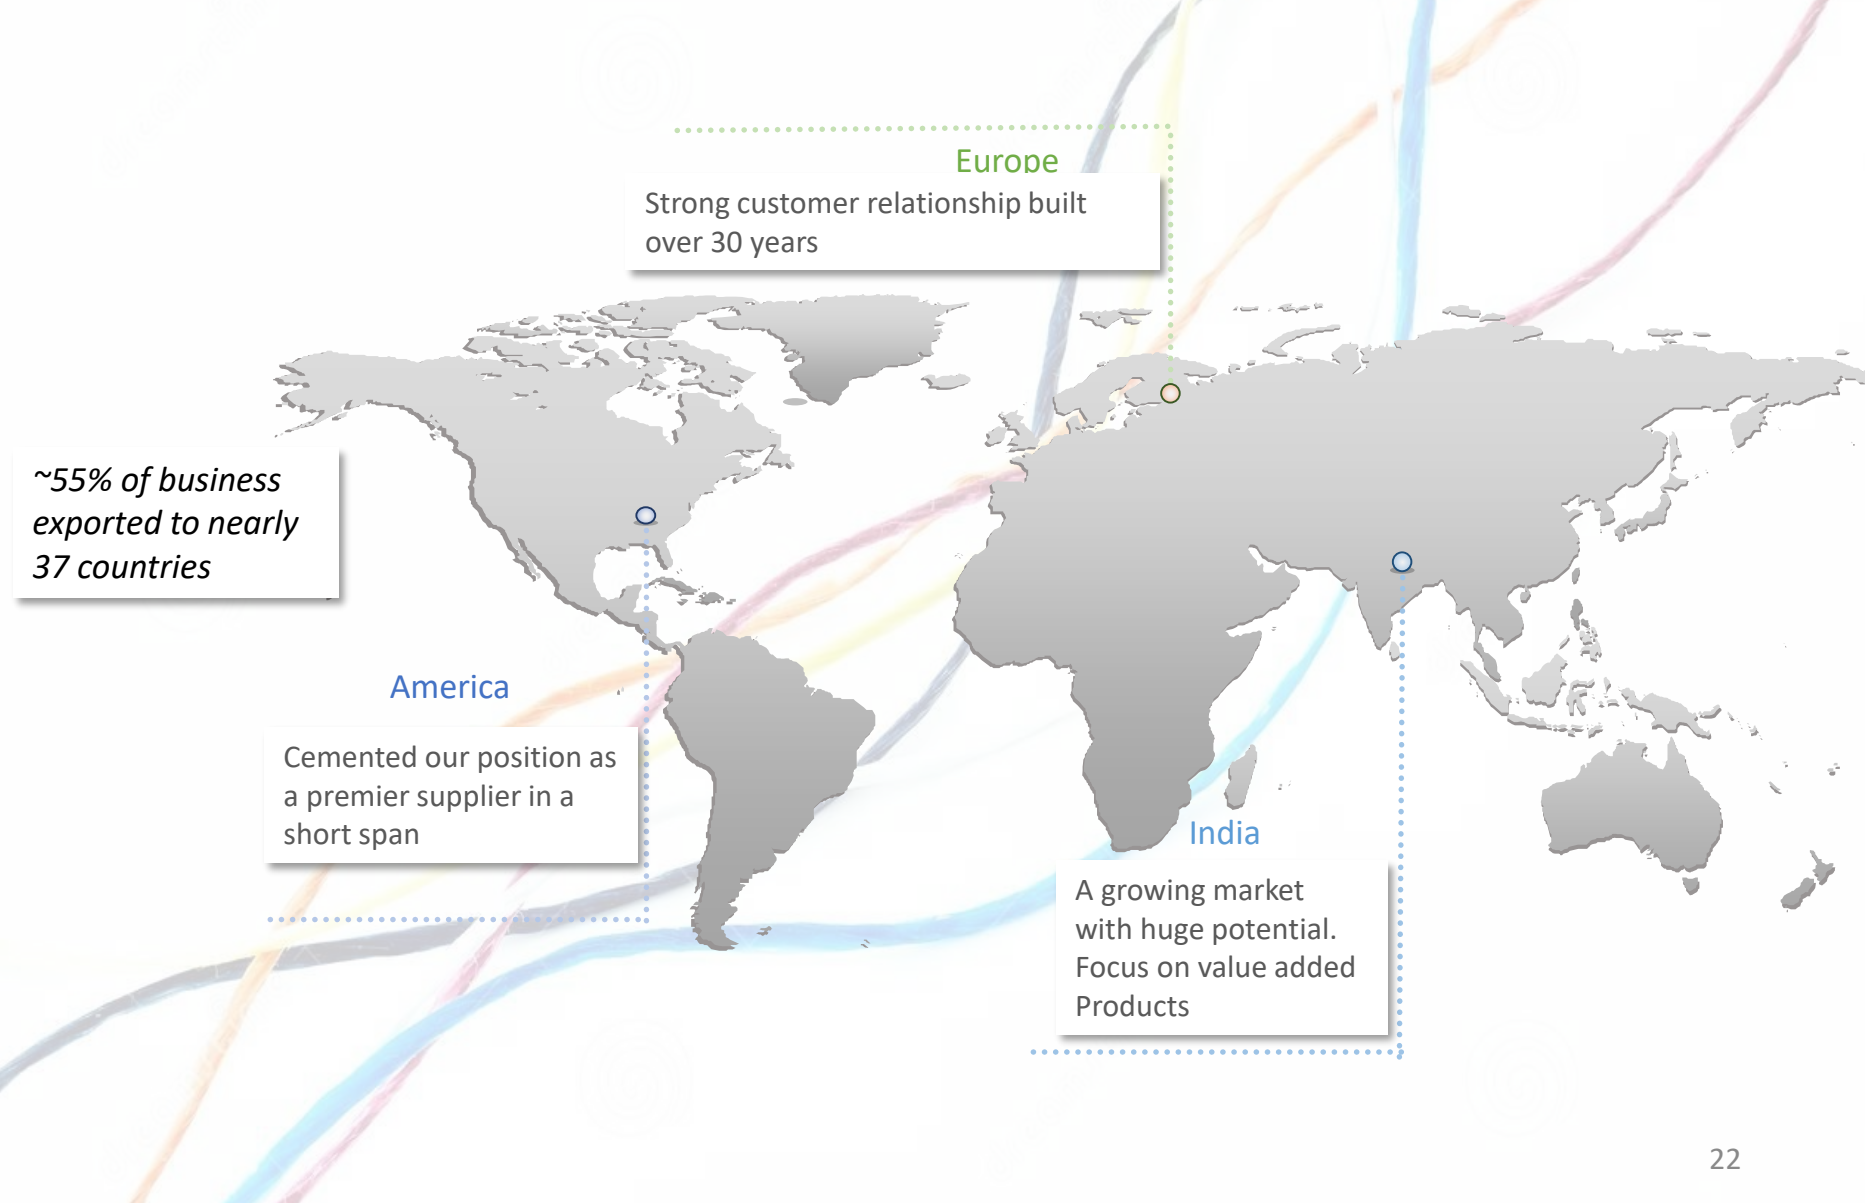 Europe
Strong customer relationship built
over 30 years
~55% of business
exported to nearly
37 countries
America
Cemented our position as
a premier supplier in a
short span
India
A growing market
with huge potential.
Focus on value added
Products
22